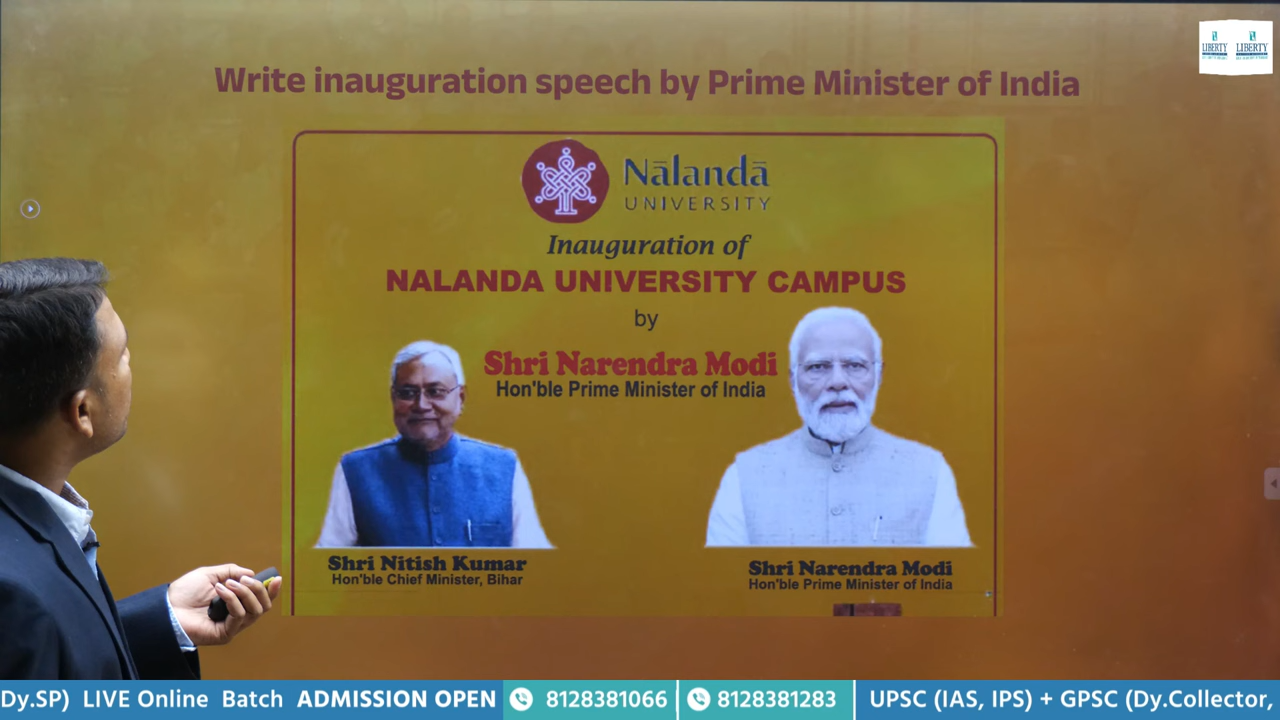 LIBERTY LIBERTY
Write inauguration speech by Prime Minister of India
Nālandā
UNIVERSITY
Inauguration of
NALANDA UNIVERSITY CAMPUS
by
Shri Narendra Modi
Hon'ble Prime Minister of India
Shri Nitish Kumar
Hon'ble Chief Minister, Bihar
Shri Narendra Modi
Hon'ble Prime Minister of India
Dy.SP) LIVE Online Batch ADMISSION OPEN 8128381066 8128381283 UPSC (IAS, IPS) + GPSC (Dy.Collector,